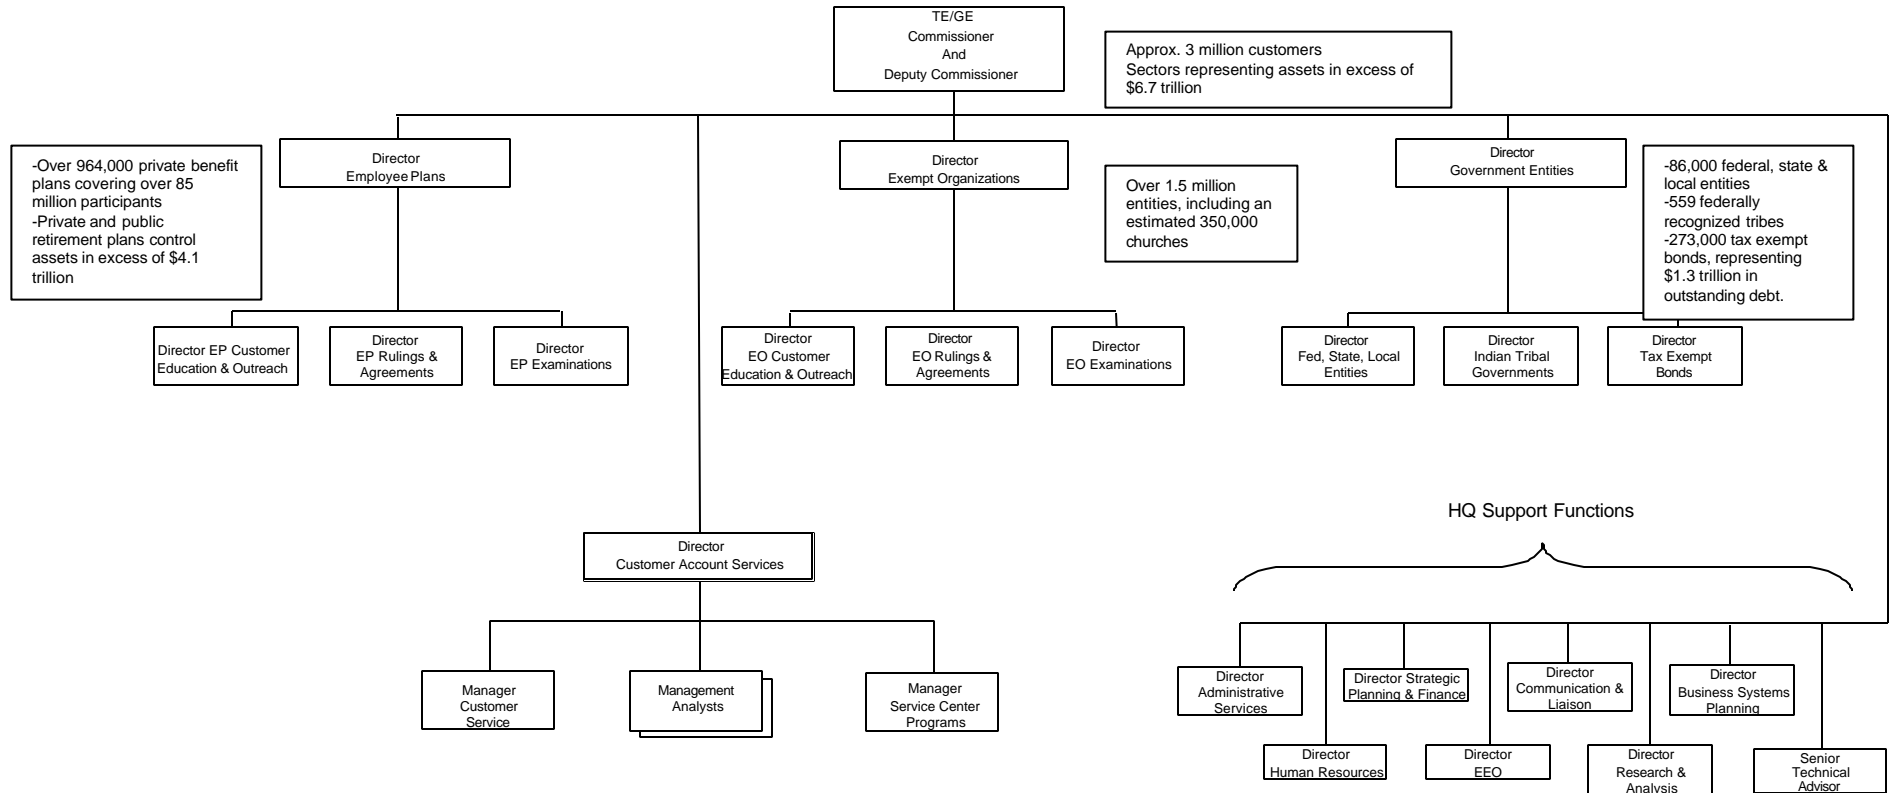 TE/GE
Commissioner
And
Deputy Commissioner
Approx. 3 million customers
Sectors representing assets in excess of
$6.7 trillion
-Over 964,000 private benefit
plans covering over 85
million participants
-Private and public
retirement plans control
assets in excess of $4.1
trillion
Director
Employee Plans
Director
Exempt Organizations
Over 1.5 million
entities, including an
estimated 350,000
churches
Director
Government Entities
-86,000 federal, state &
local entities
-559 federally
recognized tribes
-273,000 tax exempt
bonds, representing
$1.3 trillion in
outstanding debt.
Director EP Customer
Education & Outreach
Director
EP Rulings &
Agreements
Director
EP Examinations
Director
EO Customer
Education & Outreach
Director
EO Rulings &
Agreements
Director
EO Examinations
Director
Fed, State, Local
Entities
Director
Indian Tribal
Governments
Director
Tax Exempt
Bonds
HQ Support Functions
Director
Customer Account Services
Manager
Customer
Service
Management
Analysts
Manager
Service Center
Programs
Director
Administrative
Services
Director Strategic
Planning & Finance
Director
Communication &
Liaison
Director
Business Systems
Planning
Director
Human Resources
Director
EEO
Director
Research &
Analysis
Senior
Technical
Advisor